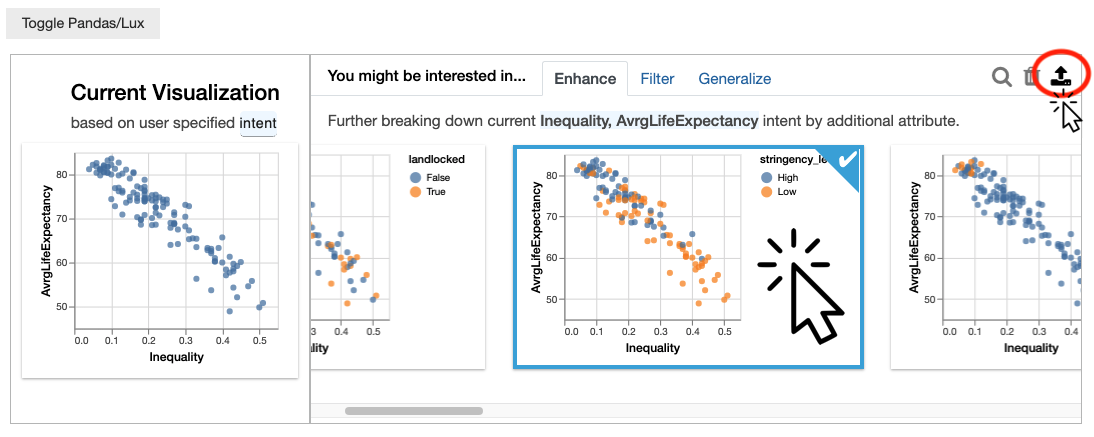 Toggle Pandas/Lux
Current Visualization
based on user specified intent
80
70
60
50
AvrgLifeExpectancy
0.0 0.1 0.2 0.3 0.4 0.5
Inequality
You might be interested in... Enhance Filter Generalize
Further breaking down current Inequality, AvrgLifeExpectancy intent by additional attribute.
landlocked
False
True
0.4 0.5
stringency_le
High
Low
80
70
60
50
AvrgLifeExpectancy
0.0 0.1 0.2 0.3 0.4 0.5
Inequality
80
70
60
50
AvrgLifeExpectancy
0.0 0.1 0.2 0.3 0.4
Inequality